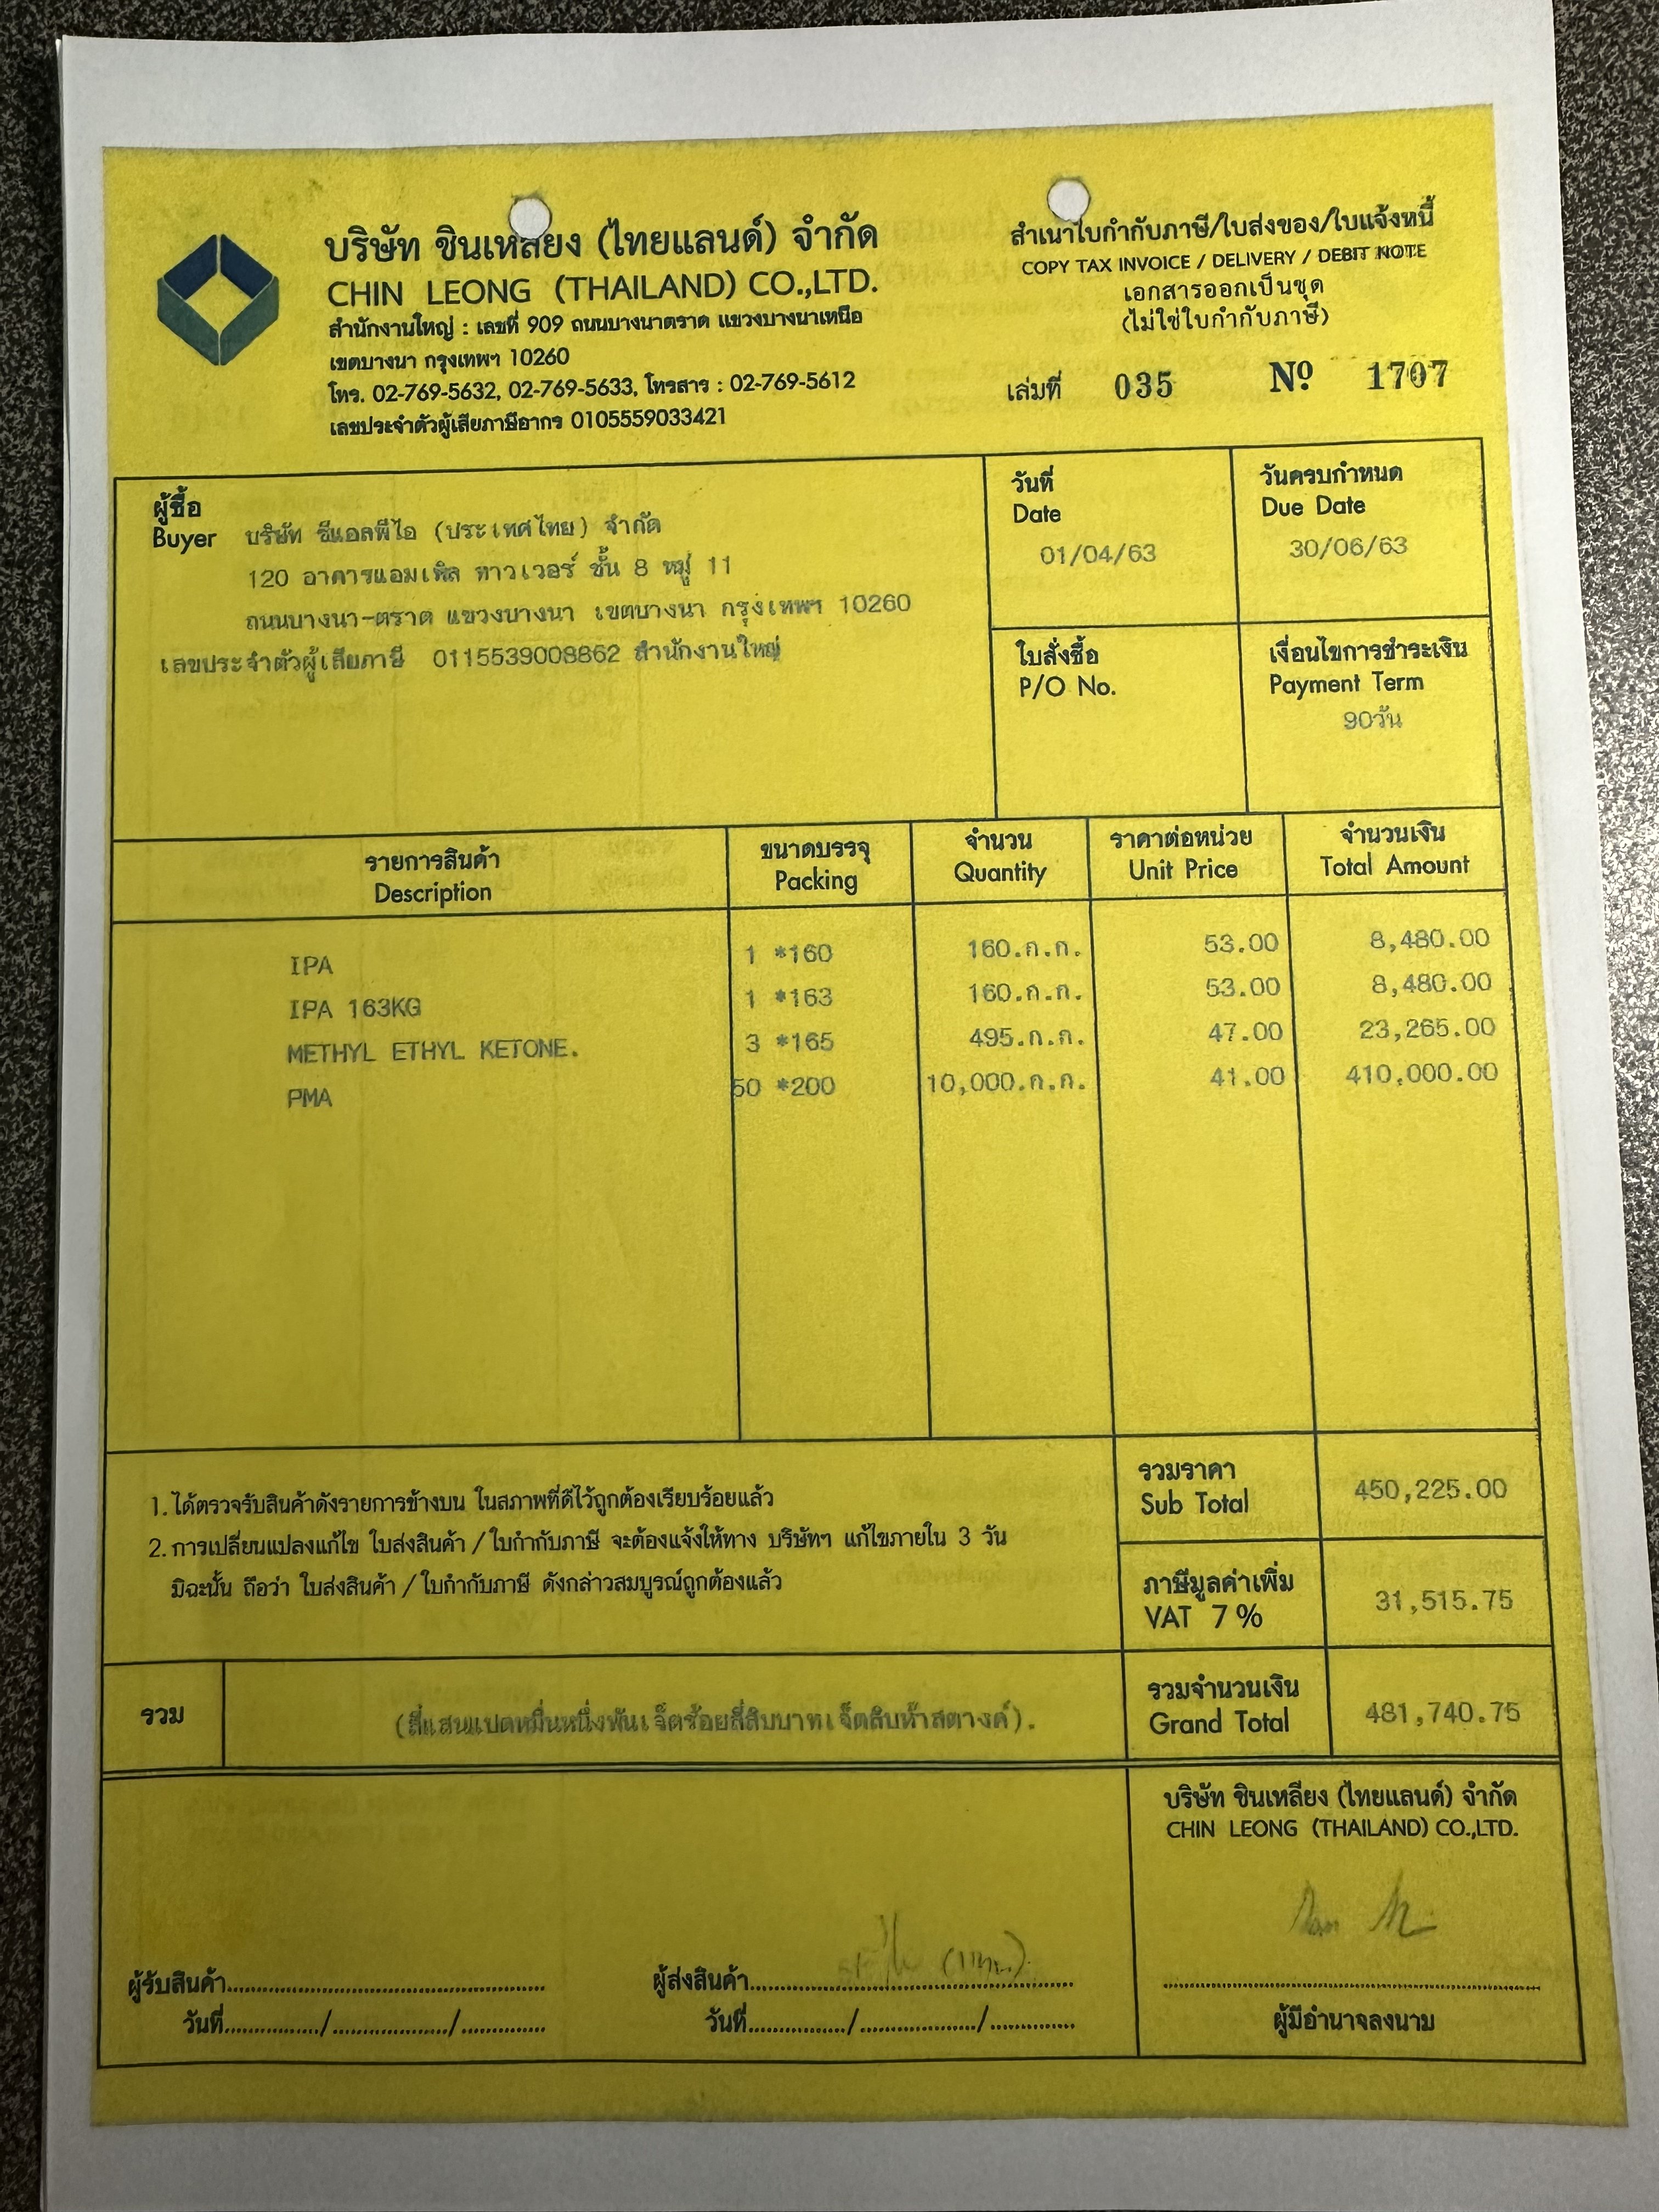 บริษัท ชินเหลียง (ไทยแลนด์) จำกัด
CHIN LEONG (THAILAND) CO.,LTD.
สำนักงานใหญ่ : เลขที่ 909 ถนนบางนาตราด แขวงบางนาเหนือ
เขตบางนา กรุงเทพฯ 10260
โทร. 02-769-5632, 02-769-5633, โทรสาร : 02-769-5612
เลขประจำตัวผู้เสียภาษีอากร 0105559033421
สำเนาใบกำกับภาษี/ใบส่งของ/ใบแจ้งหนี้
COPY TAX INVOICE / DELIVERY / DEBIT NOTE
เอกสารออกเป็นชุด
(ไม่ใช่ใบกำกับภาษี)
เล่มที่ 035 Nº 1707
ผู้ซื้อ
Buyer บริษัท ซีแอลพีไอ (ประเทศไทย) จำกัด
120 อาคารแอมเพิล ทาวเวอร์ ชั้น 8 หมู่ 11
ถนนบางนา-ตราด แขวงบางนา เขตบางนา กรุงเทพฯ 10260
เลขประจำตัวผู้เสียภาษี 0115539008862 สำนักงานใหญ่
วันที่
Date
01/04/63
วันครบกำหนด
Due Date
30/06/63
ใบสั่งซื้อ
P/O No.
เงื่อนไขการชำระเงิน
Payment Term
90วัน
รายการสินค้า ขนาดบรรจุ จำนวน ราคาต่อหน่วย จำนวนเงิน
Description Packing Quantity Unit Price Total Amount
IPA 1 *160 160.ก.ก. 53.00 8,480.00
IPA 163KG 1 *163 160.ก.ก. 53.00 8,480.00
METHYL ETHYL KETONE. 3 *165 495.ก.ก. 47.00 23,265.00
PMA 50 *200 10,000.ก.ก. 41.00 410,000.00
1. ได้ตรวจรับสินค้าดังรายการข้างบน ในสภาพที่ดีไว้ถูกต้องเรียบร้อยแล้ว
2. การเปลี่ยนแปลงแก้ไข ใบส่งสินค้า / ใบกำกับภาษี จะต้องแจ้งให้ทาง บริษัทฯ แก้ไขภายใน 3 วัน
มิฉะนั้น ถือว่า ใบส่งสินค้า / ใบกำกับภาษี ดังกล่าวสมบูรณ์ถูกต้องแล้ว
รวมราคา
Sub Total 450,225.00
ภาษีมูลค่าเพิ่ม
VAT 7 % 31,515.75
รวม (สี่แสนแปดหมื่นหนึ่งพันเจ็ดร้อยสี่สิบบาทเจ็ดสิบห้าสตางค์).
รวมจำนวนเงิน
Grand Total 481,740.75
บริษัท ชินเหลียง (ไทยแลนด์) จำกัด
CHIN LEONG (THAILAND) CO.,LTD.
ผู้รับสินค้า..............................
วันที่............/............/............
ผู้ส่งสินค้า.............................. (แทน)
วันที่............/............/............
ผู้มีอำนาจลงนาม